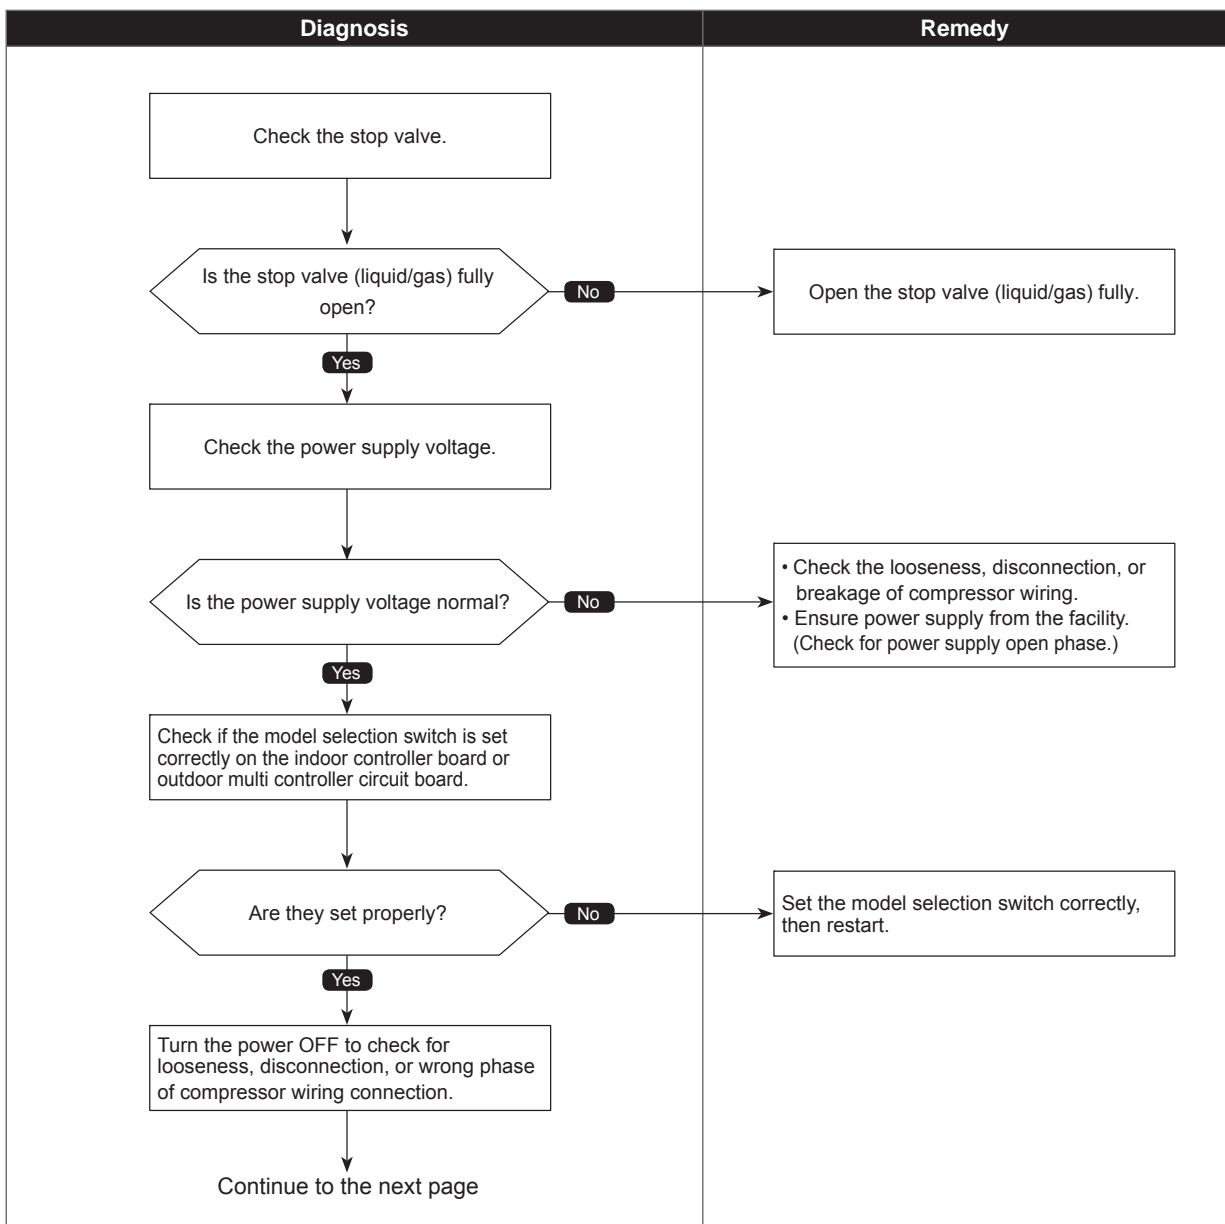 Diagnosis
Remedy
Check the stop valve.
Is the stop valve (liquid/gas) fully
open?
No
Open the stop valve (liquid/gas) fully.
Yes
Check the power supply voltage.
Is the power supply voltage normal?
No
• Check the looseness, disconnection, or
breakage of compressor wiring.
• Ensure power supply from the facility.
(Check for power supply open phase.)
Yes
Check if the model selection switch is set
correctly on the indoor controller board or
outdoor multi controller circuit board.
Are they set properly?
No
Set the model selection switch correctly,
then restart.
Yes
Turn the power OFF to check for
looseness, disconnection, or wrong phase
of compressor wiring connection.
Continue to the next page